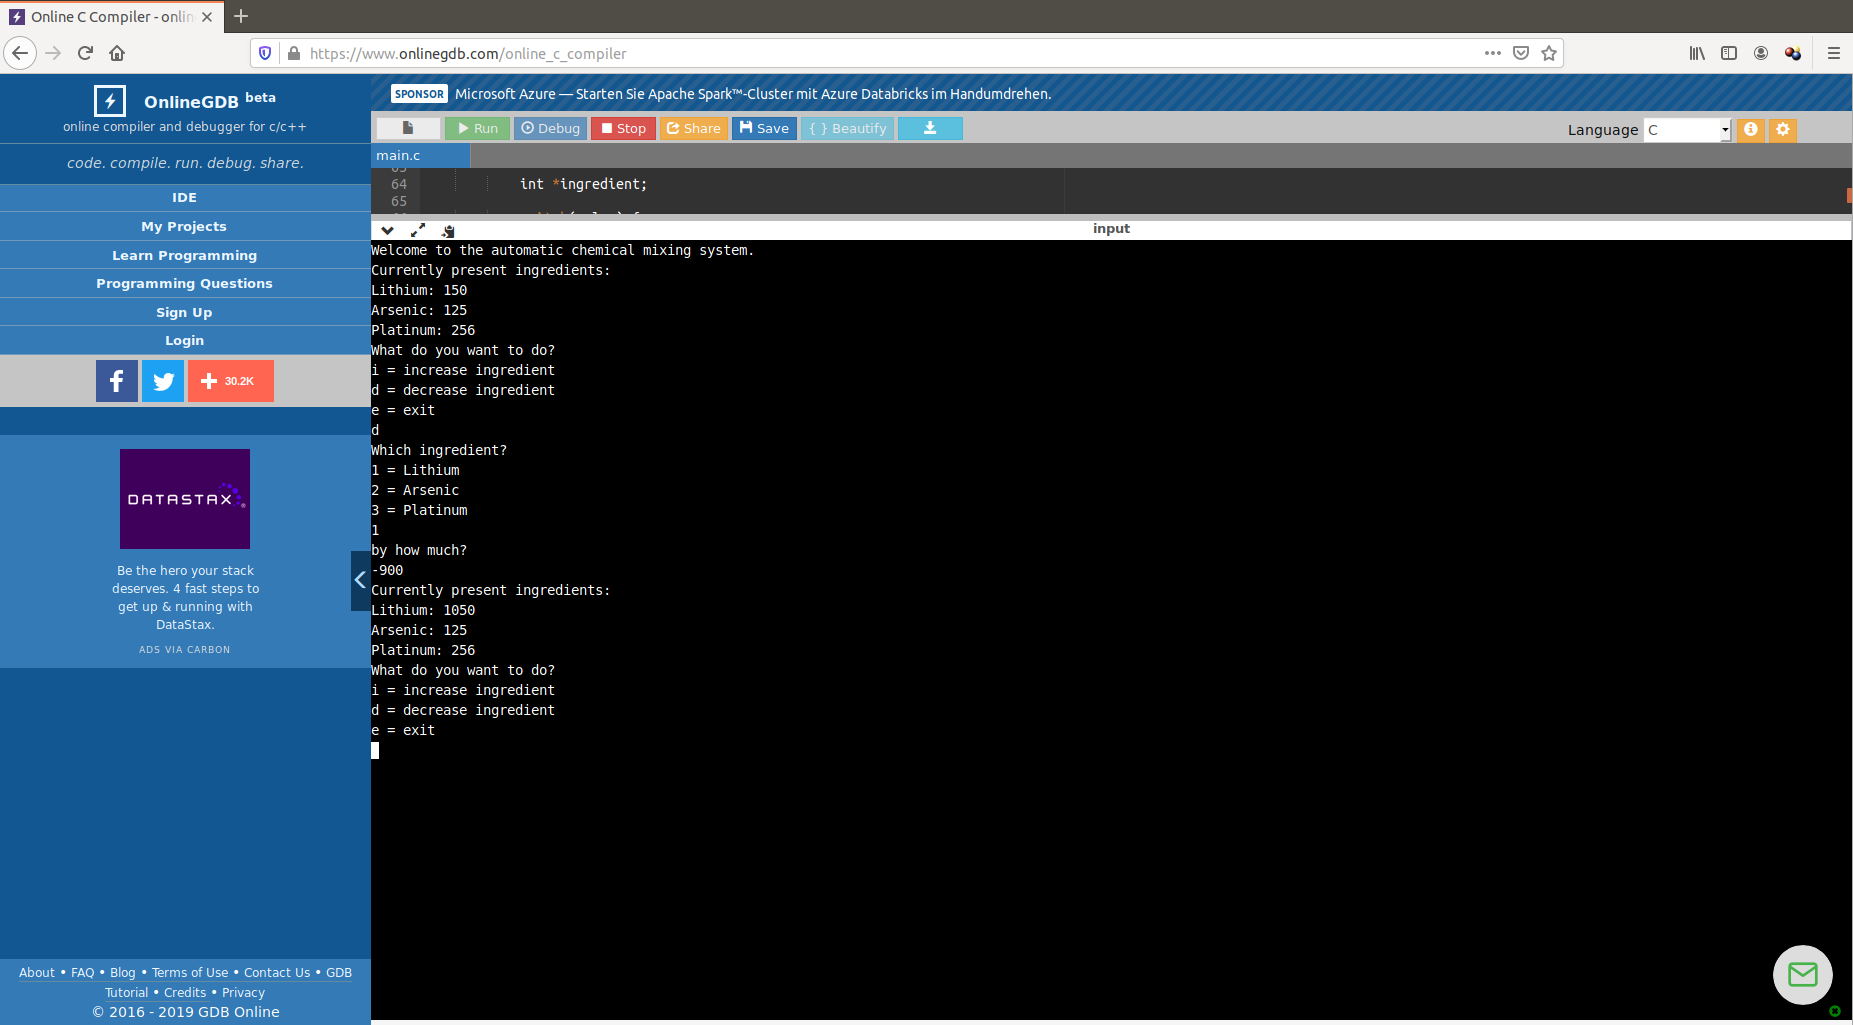 Online C Compiler - onlin
https://www.onlinegdb.com/online_c_compiler
OnlineGDB beta
online compiler and debugger for c/c++
code. compile. run. debug. share.
IDE
My Projects
Learn Programming
Programming Questions
Sign Up
Login
30.2K
DATASTAX
Be the hero your stack
deserves. 4 fast steps to
get up & running with
DataStax.
ADS VIA CARBON
About • FAQ • Blog • Terms of Use • Contact Us • GDB
Tutorial • Credits • Privacy
© 2016 - 2019 GDB Online
SPONSOR Microsoft Azure — Starten Sie Apache Spark™-Cluster mit Azure Databricks im Handumdrehen.
Run Debug Stop Share Save { } Beautify
Language C
main.c
64 int *ingredient;
65
input
Welcome to the automatic chemical mixing system.
Currently present ingredients:
Lithium: 150
Arsenic: 125
Platinum: 256
What do you want to do?
i = increase ingredient
d = decrease ingredient
e = exit
d
Which ingredient?
1 = Lithium
2 = Arsenic
3 = Platinum
1
by how much?
-900
Currently present ingredients:
Lithium: 1050
Arsenic: 125
Platinum: 256
What do you want to do?
i = increase ingredient
d = decrease ingredient
e = exit